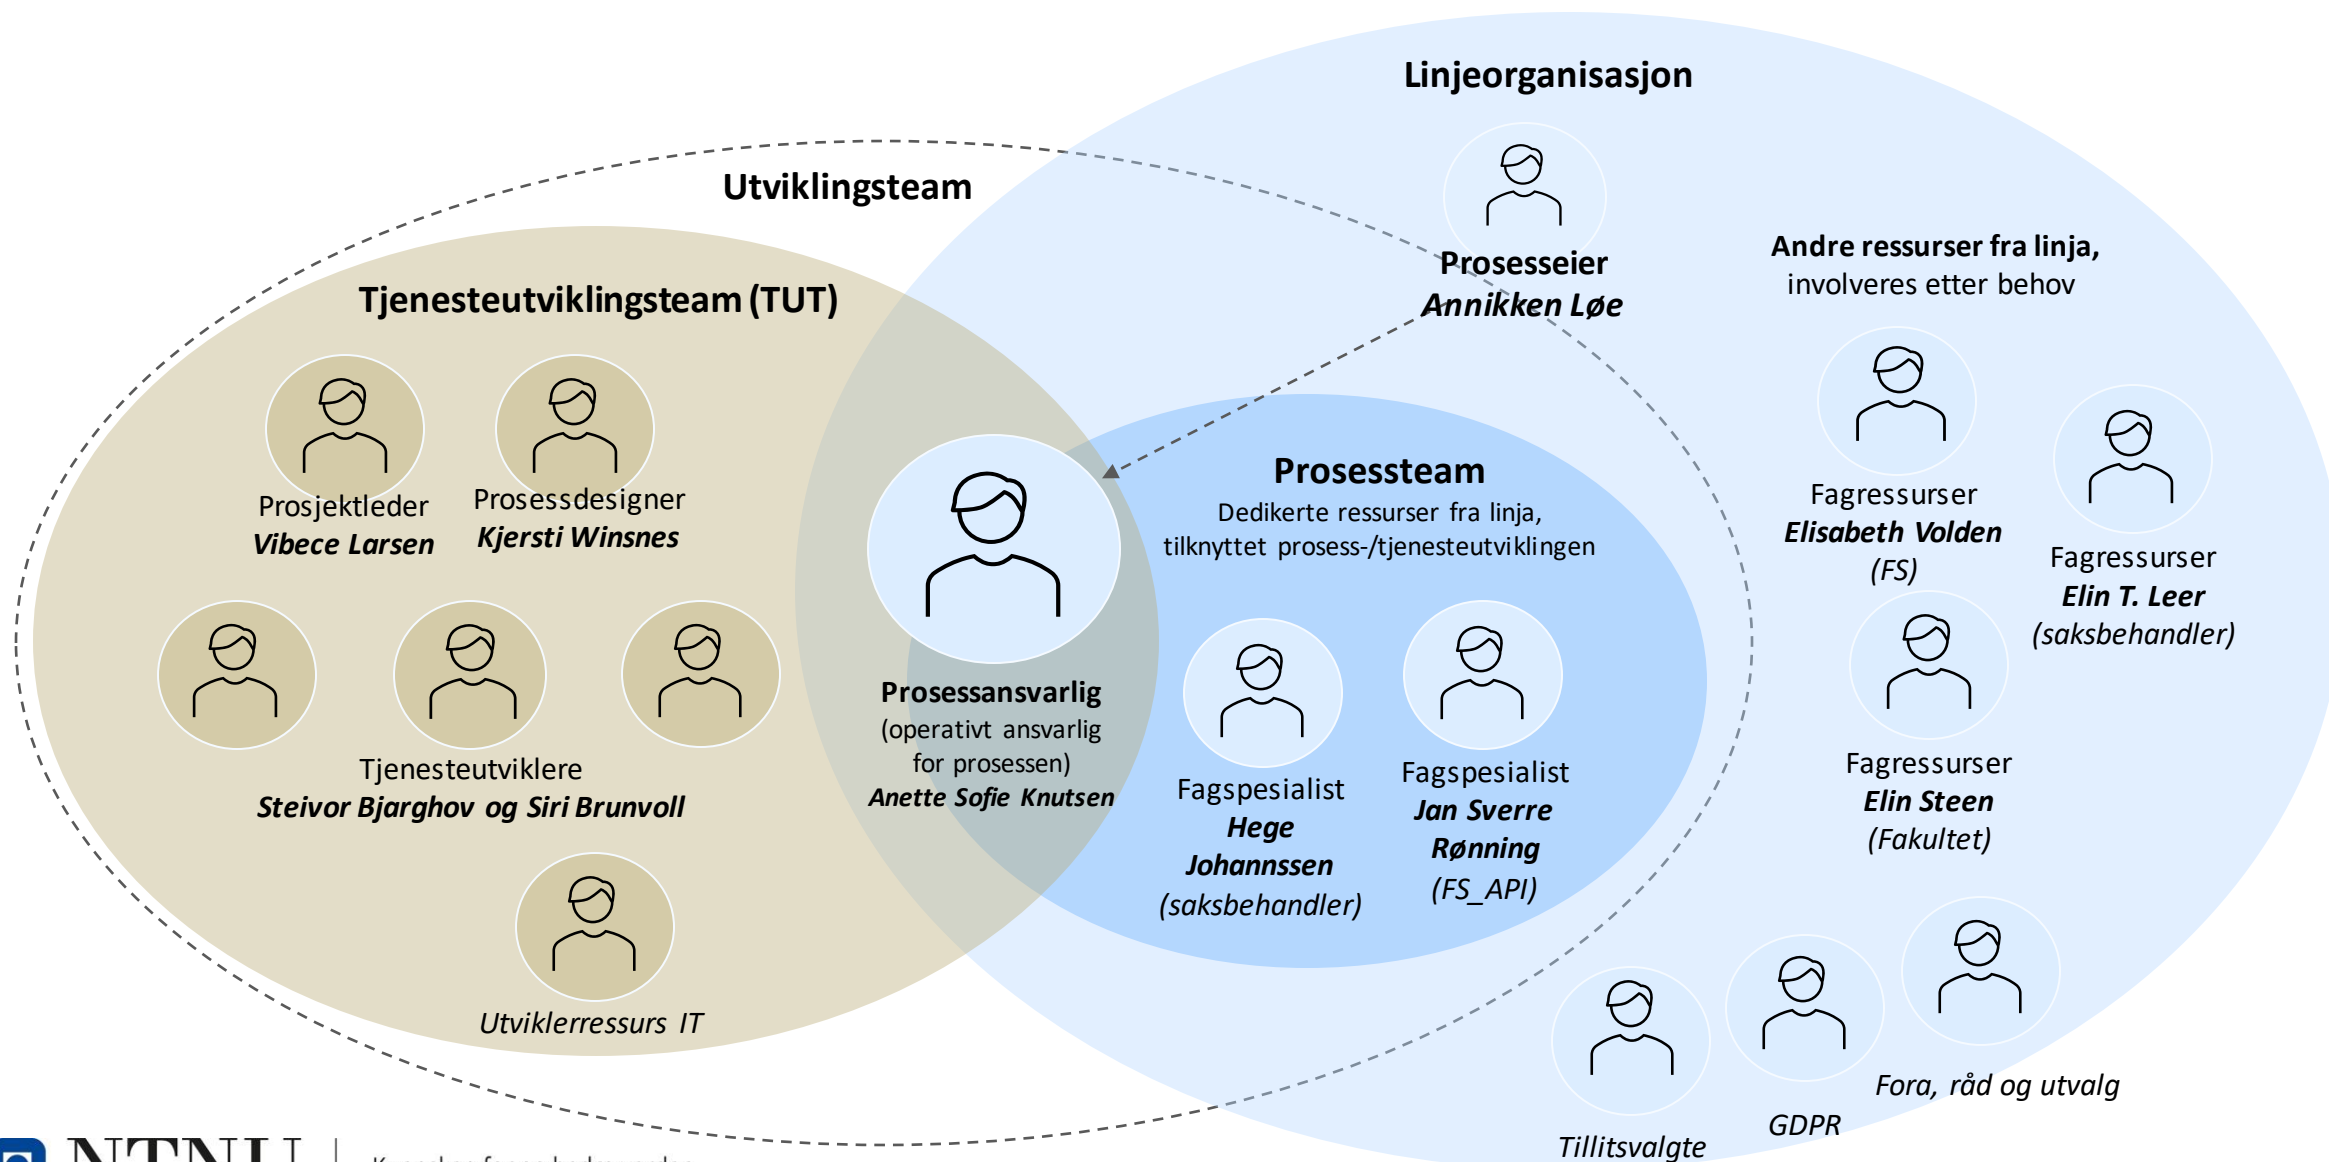 Linjeorganisasjon
Utviklingsteam
Tjenesteutviklingsteam (TUT)
Prosjektleder
Vibece Larsen
Prosessdesigner
Kjersti Winsnes
Tjenesteutviklere
Steivor Bjarghov og Siri Brunvoll
Utviklerressurs IT
Prosessansvarlig
(operativt ansvarlig
for prosessen)
Anette Sofie Knutsen
Prosesseier
Annikken Løe
Prosessteam
Dedikerte ressurser fra linja,
tilknyttet prosess-/tjenesteutviklingen
Fagspesialist
Hege
Johannssen
(saksbehandler)
Fagspesialist
Jan Sverre
Rønning
(FS_API)
Andre ressurser fra linja,
involveres etter behov
Fagressurser
Elisabeth Volden
(FS)
Fagressurser
Elin T. Leer
(saksbehandler)
Fagressurser
Elin Steen
(Fakultet)
Fora, råd og utvalg
GDPR
Tillitsvalgte
NTNU